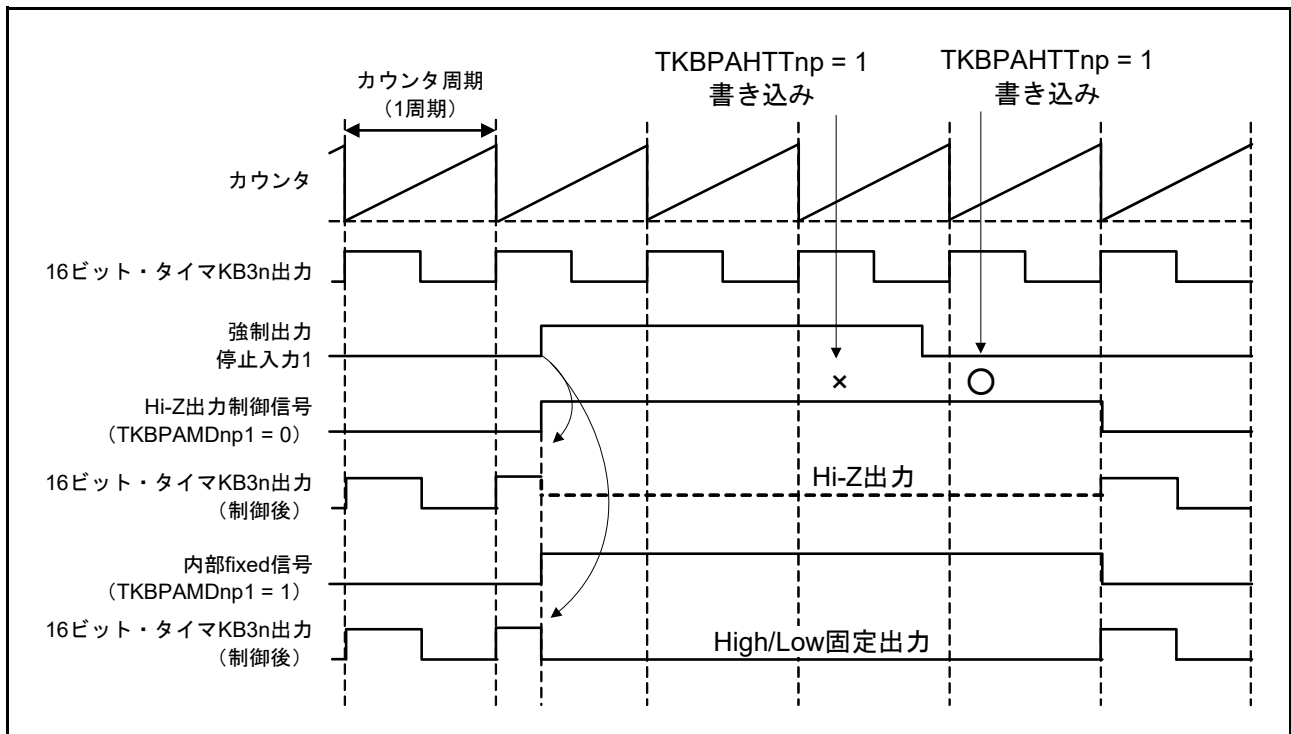 TKBPAHTTnp = 1
書き込み
TKBPAHTTnp = 1
書き込み
カウンタ周期
（1周期）
カウンタ
16ビット・タイマKB3n出力
強制出力
停止入力1
×
○
Hi-Z出力制御信号
（TKBPAMDnp1 = 0）
16ビット・タイマKB3n出力
（制御後）
Hi-Z出力
内部fixed信号
（TKBPAMDnp1 = 1）
16ビット・タイマKB3n出力
（制御後）
High/Low固定出力